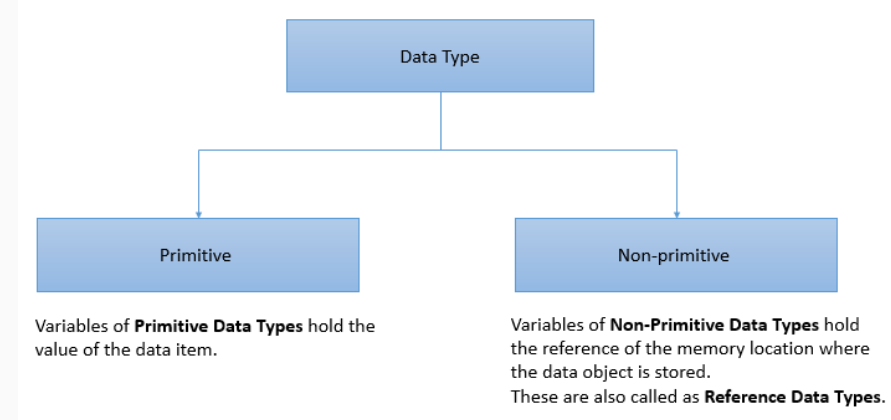 Data Type
Primitive
Non-primitive
Variables of Primitive Data Types hold the
value of the data item.
Variables of Non-Primitive Data Types hold
the reference of the memory location where
the data object is stored.
These are also called as Reference Data Types.